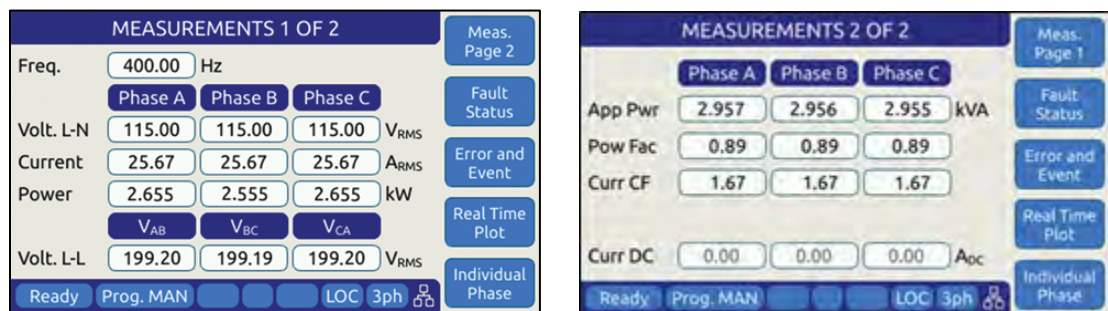 MEASUREMENTS 1 OF 2
Meas. Page 2
Freq. 400.00 Hz
Phase A Phase B Phase C
Fault Status
Volt. L-N 115.00 115.00 115.00 VRMS
Current 25.67 25.67 25.67 ARMS
Error and Event
Power 2.655 2.555 2.655 kW
VAB VBC VCA
Real Time Plot
Volt. L-L 199.20 199.19 199.20 VRMS
Individual Phase
Ready Prog. MAN LOC 3ph
MEASUREMENTS 2 OF 2
Meas. Page 1
Phase A Phase B Phase C
Fault Status
App Pwr 2.957 2.956 2.955 kVA
Pow Fac 0.89 0.89 0.89
Error and Event
Curr CF 1.67 1.67 1.67
Real Time Plot
Curr DC 0.00 0.00 0.00 ADC
Individual Phase
Ready Prog. MAN LOC 3ph